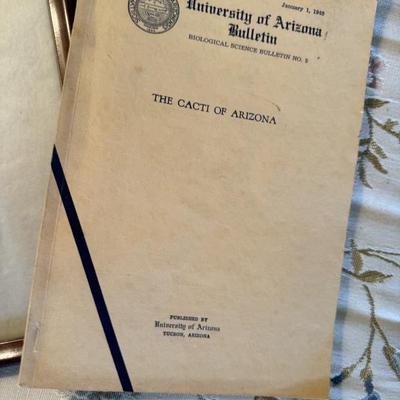 January 1, 1940
University of Arizona
Bulletin
BIOLOGICAL SCIENCE BULLETIN NO. 5
THE CACTI OF ARIZONA
PUBLISHED BY
University of Arizona
TUCSON, ARIZONA